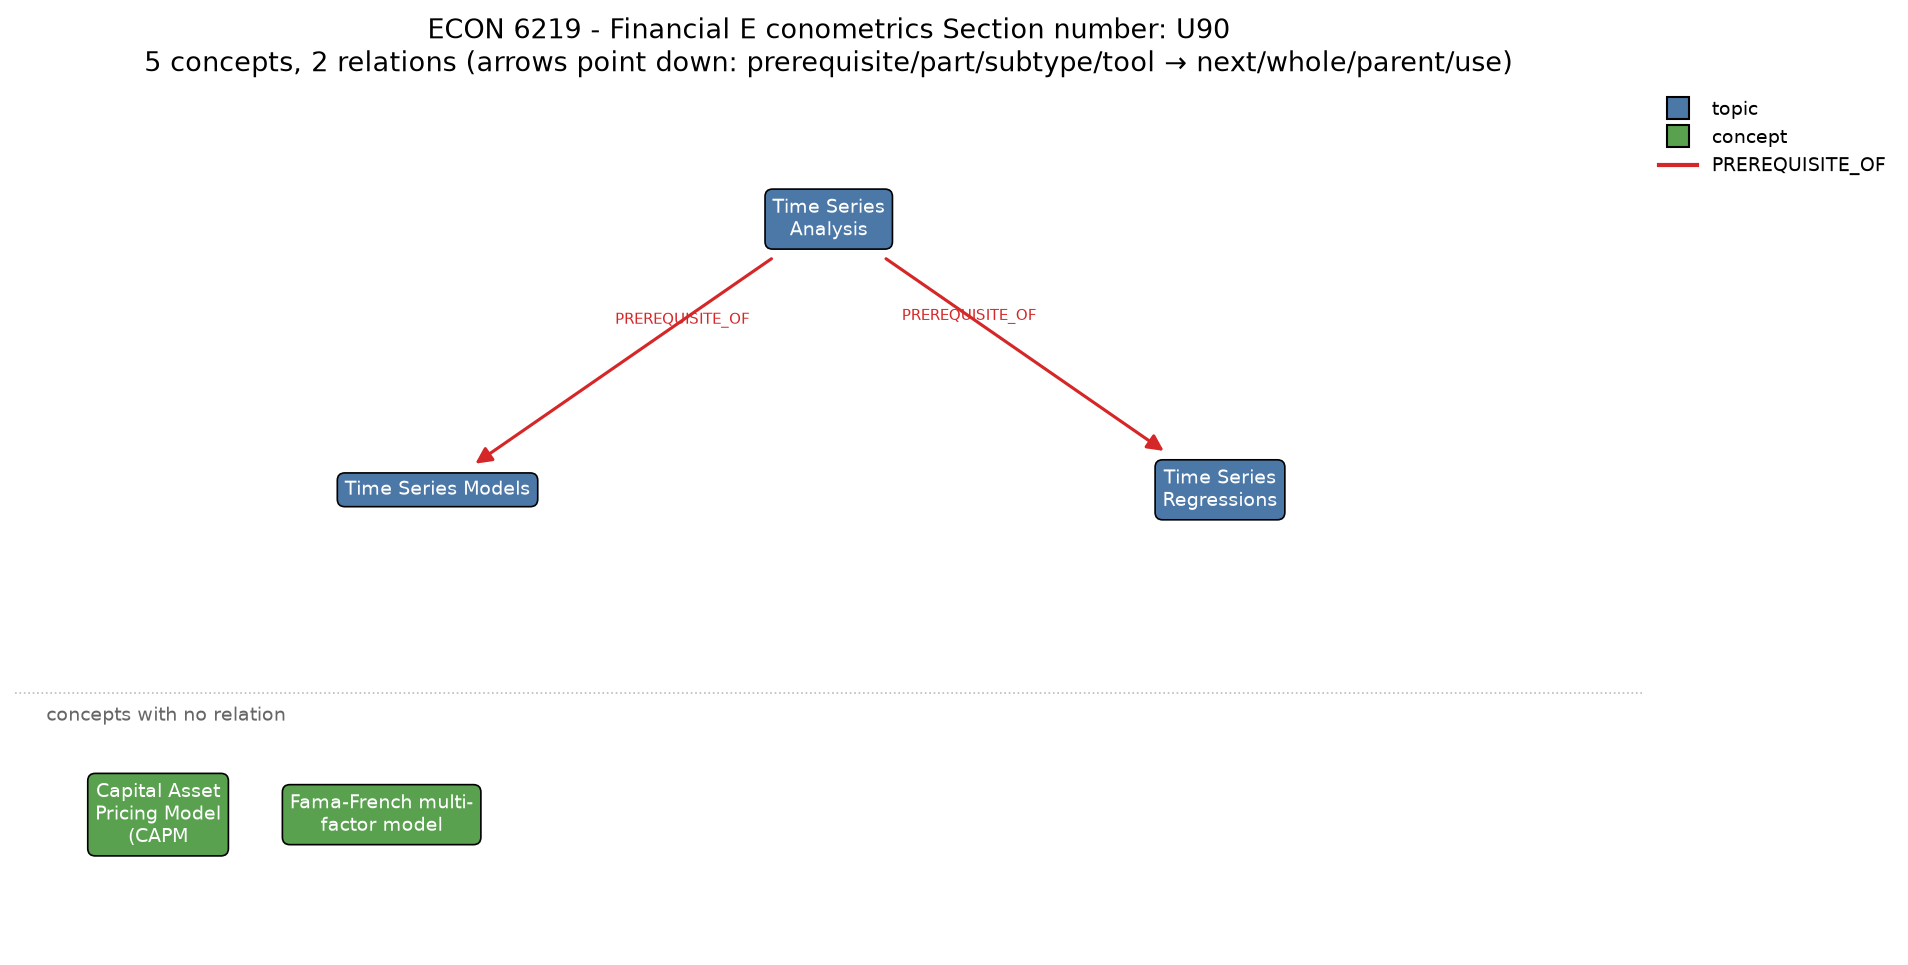 ECON 6219 - Financial E conometrics Section number: U90
5 concepts, 2 relations (arrows point down: prerequisite/part/subtype/tool → next/whole/parent/use)
topic
concept
PREREQUISITE_OF
Time Series
Analysis
PREREQUISITE_OF
PREREQUISITE_OF
Time Series Models
Time Series
Regressions
concepts with no relation
Capital Asset
Pricing Model
(CAPM
Fama-French multi-
factor model